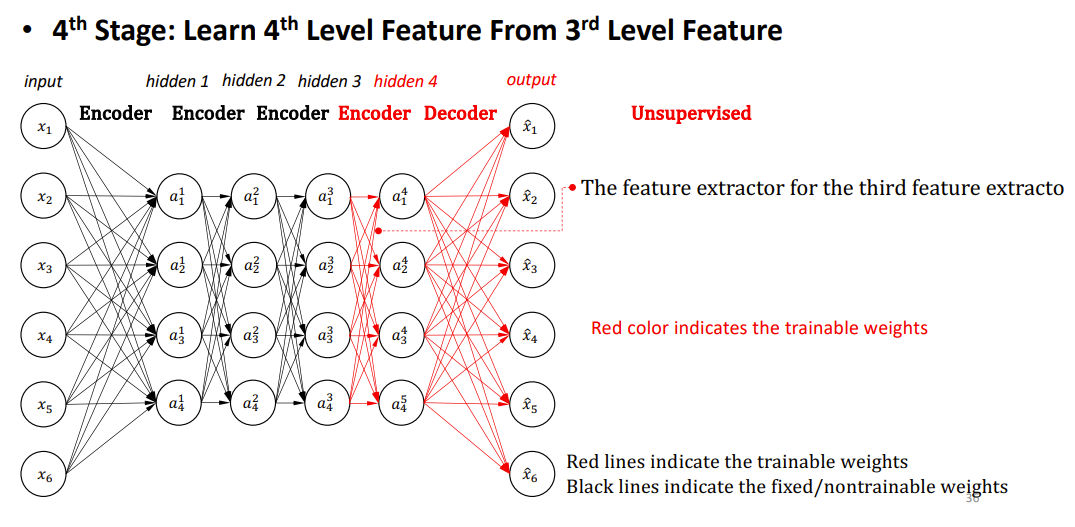 • 4th Stage: Learn 4th Level Feature From 3rd Level Feature
input hidden 1 hidden 2 hidden 3 hidden 4 output
Encoder Encoder Encoder Encoder Decoder Unsupervised
x₁ x̂₁
a₁¹ a₁² a₁³ a₁⁴
x₂ x̂₂ • The feature extractor for the third feature extracto
x₃ a₂¹ a₂² a₂³ a₂⁴ x̂₃
Red color indicates the trainable weights
x₄ a₃¹ a₃² a₃³ a₃⁴ x̂₄
x₅ a₄¹ a₄² a₄³ a₄⁵ x̂₅
x₆ x̂₆
Red lines indicate the trainable weights
Black lines indicate the fixed/nontrainable weights